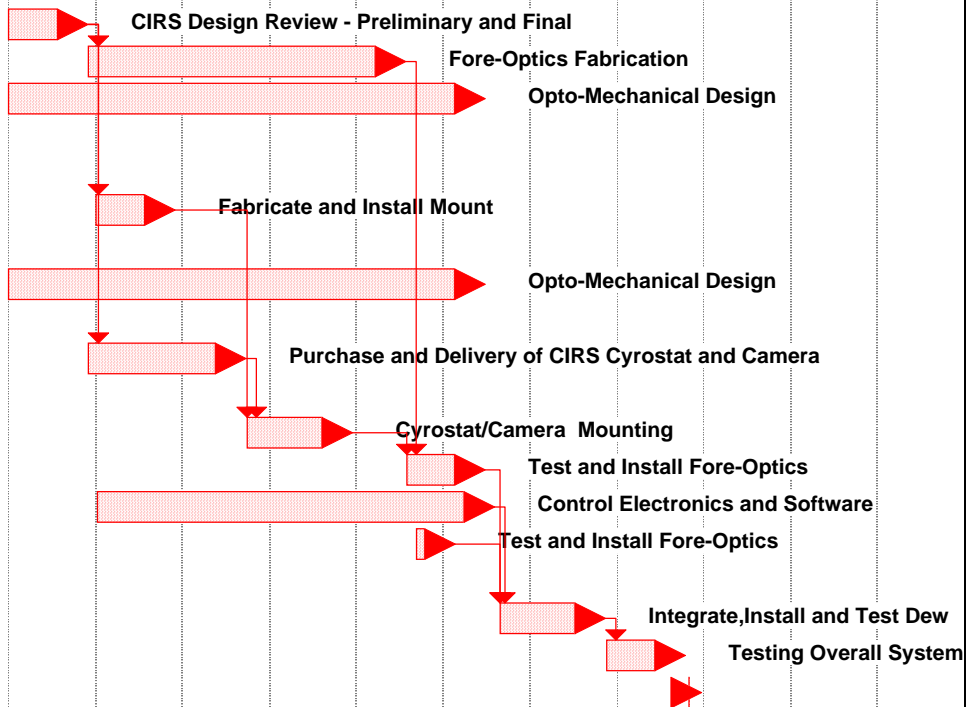 CIRS Design Review - Preliminary and Final
Fore-Optics Fabrication
Opto-Mechanical Design
Fabricate and Install Mount
Opto-Mechanical Design
Purchase and Delivery of CIRS Cyrostat and Camera
Cyrostat/Camera  Mounting
Test and Install Fore-Optics
Control Electronics and Software
Test and Install Fore-Optics
Integrate,Install and Test Dew
Testing Overall System